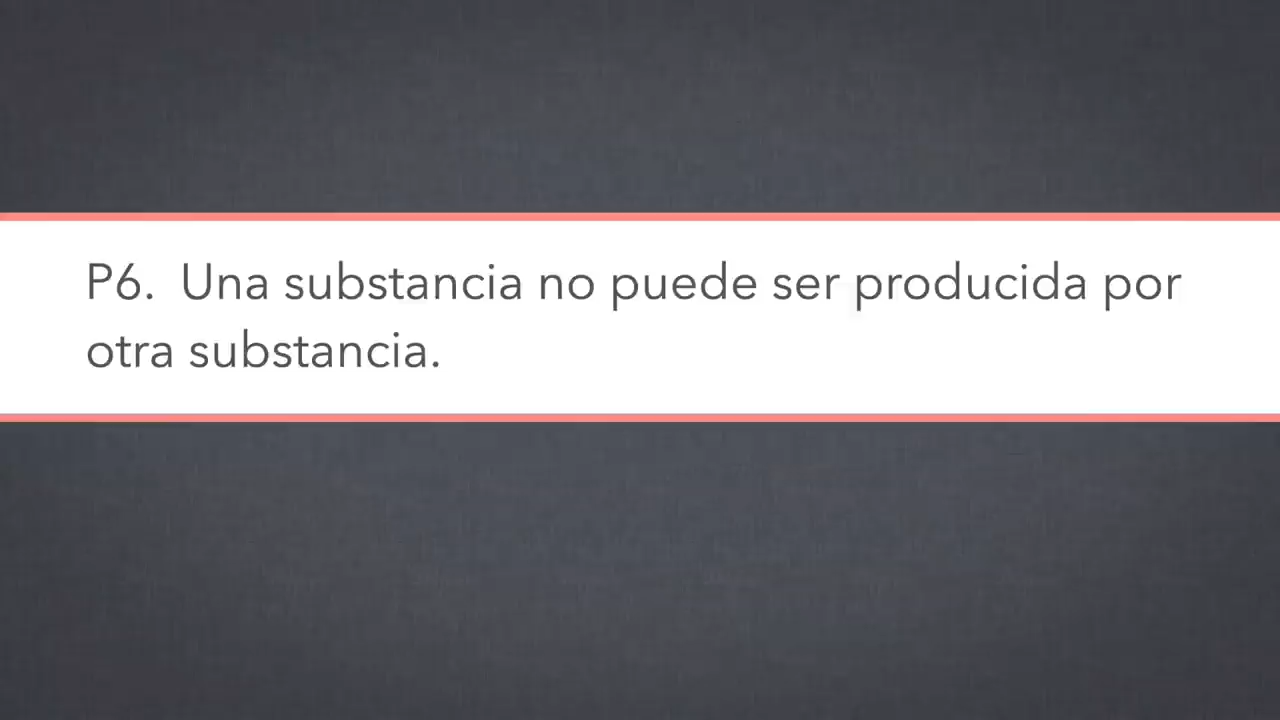 P6. Una substancia no puede ser producida por
otra substancia.